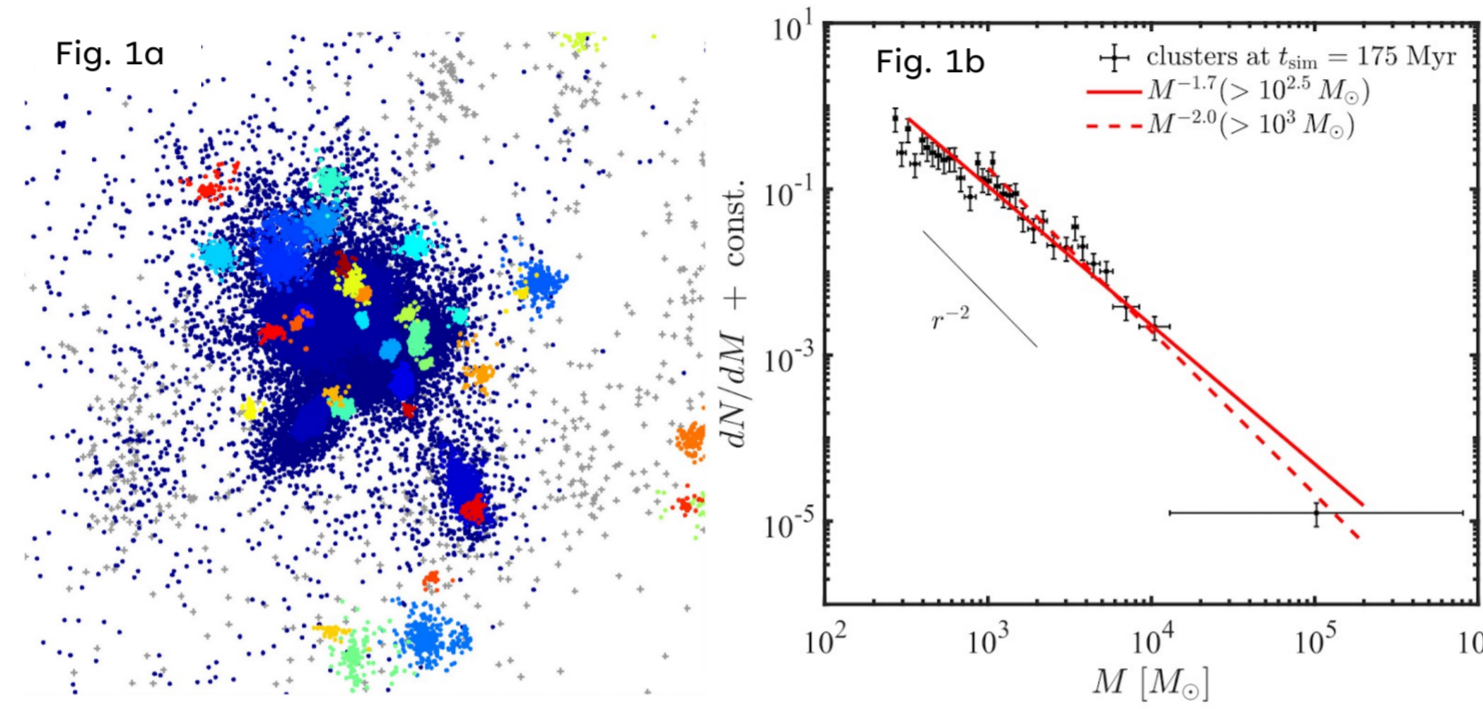 Fig. 1a
Fig. 1b
clusters at t_sim = 175 Myr
M^−1.7(> 10^2.5 M_⊙)
M^−2.0(> 10^3 M_⊙)
r^−2
dN/dM + const.
10^1
10^-1
10^-3
10^-5
10^2
10^3
10^4
10^5
10
M [M_⊙]